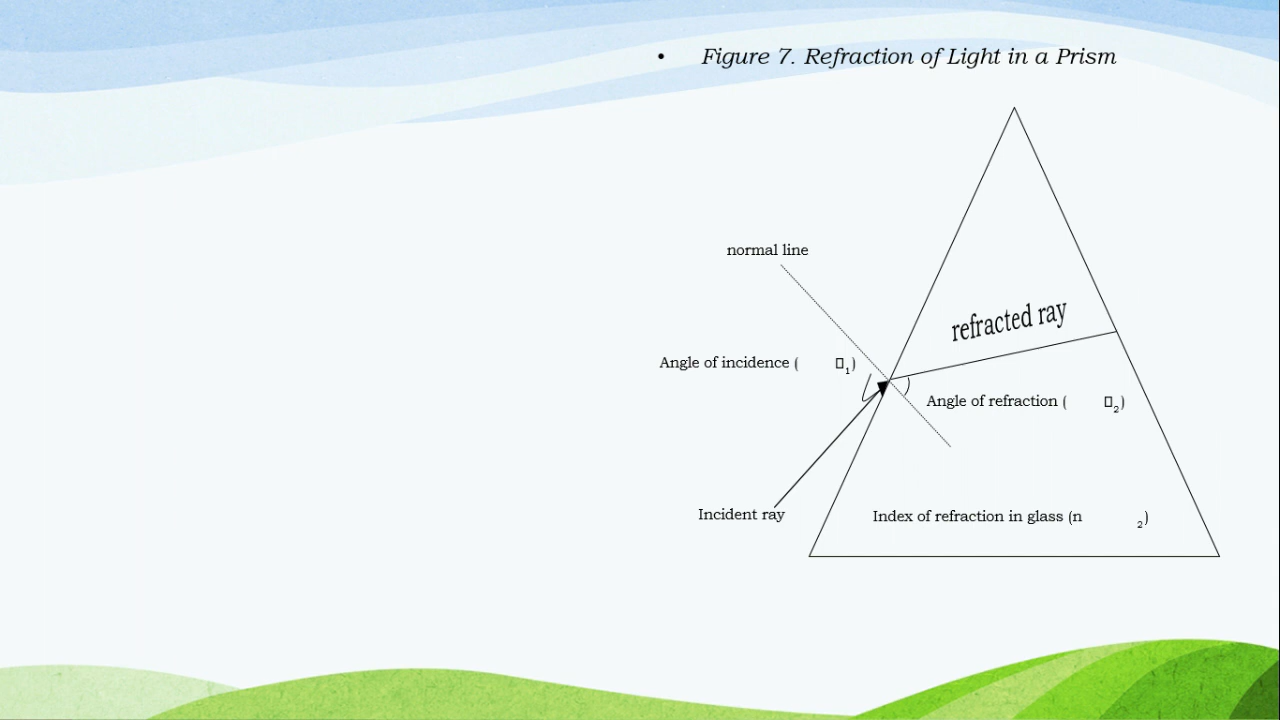 • Figure 7. Refraction of Light in a Prism
normal line
refracted ray
Angle of incidence ( □₁)
Angle of refraction ( □₂)
Incident ray
Index of refraction in glass (n ₂)